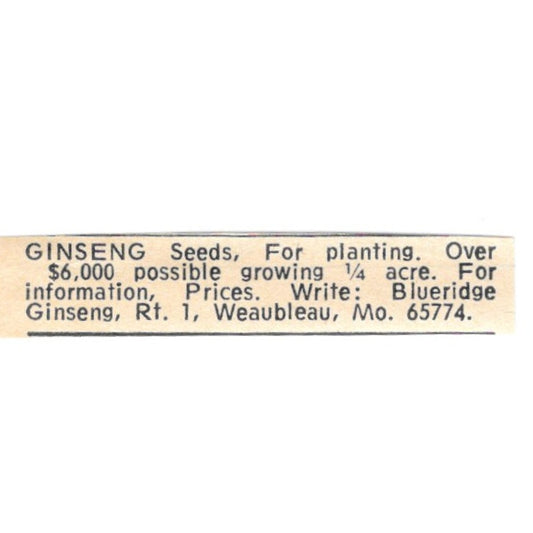 GINSENG Seeds, For planting. Over
$6,000 possible growing ¼ acre. For
information, Prices. Write: Blueridge
Ginseng, Rt. 1, Weaubleau, Mo. 65774.